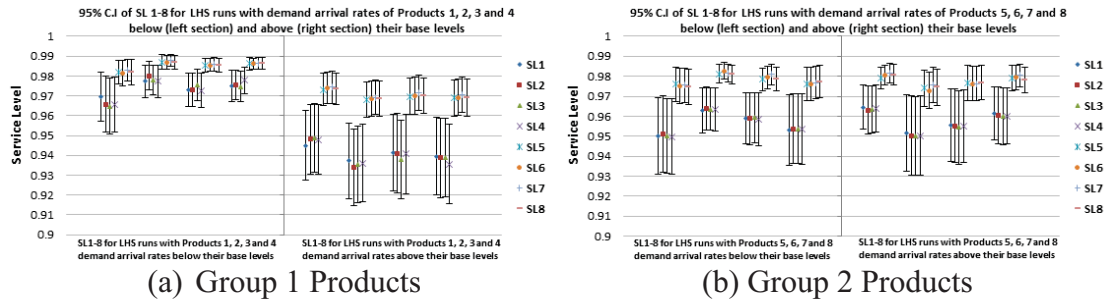 95% C.I of SL 1-8 for LHS runs with demand arrival rates of Products 1, 2, 3 and 4
below (left section) and above (right section) their base levels
Service Level
1
0.99
0.98
0.97
0.96
0.95
0.94
0.93
0.92
0.91
0.9
SL1-8 for LHS runs with Products 1, 2, 3 and 4
demand arrival rates below their base levels
SL1-8 for LHS runs with Products 1, 2, 3 and 4
demand arrival rates above their base levels
SL1
SL2
SL3
SL4
SL5
SL6
SL7
SL8
(a) Group 1 Products
95% C.I of SL 1-8 for LHS runs with demand arrival rates of Products 5, 6, 7 and 8
below (left section) and above (right section) their base levels
Service Level
1
0.99
0.98
0.97
0.96
0.95
0.94
0.93
0.92
0.91
0.9
SL1-8 for LHS runs with Products 5, 6, 7 and 8
demand arrival rates below their base levels
SL1-8 for LHS runs with Products 5, 6, 7 and 8
demand arrival rates above their base levels
SL1
SL2
SL3
SL4
SL5
SL6
SL7
SL8
(b) Group 2 Products